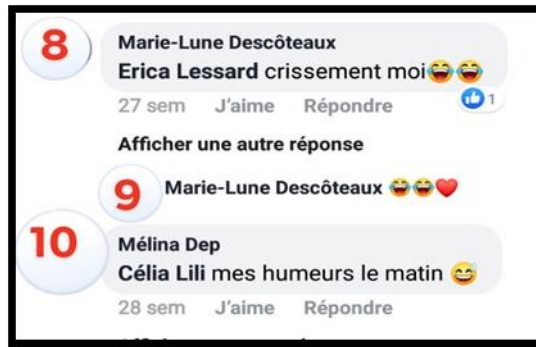 8
Marie-Lune Descôteaux
Erica Lessard crissement moi😂😂
27 sem J'aime Répondre 👍 1
Afficher une autre réponse
9 Marie-Lune Descôteaux 😂😂❤️
10
Mélina Dep
Célia Lili mes humeurs le matin 😅
28 sem J'aime Répondre